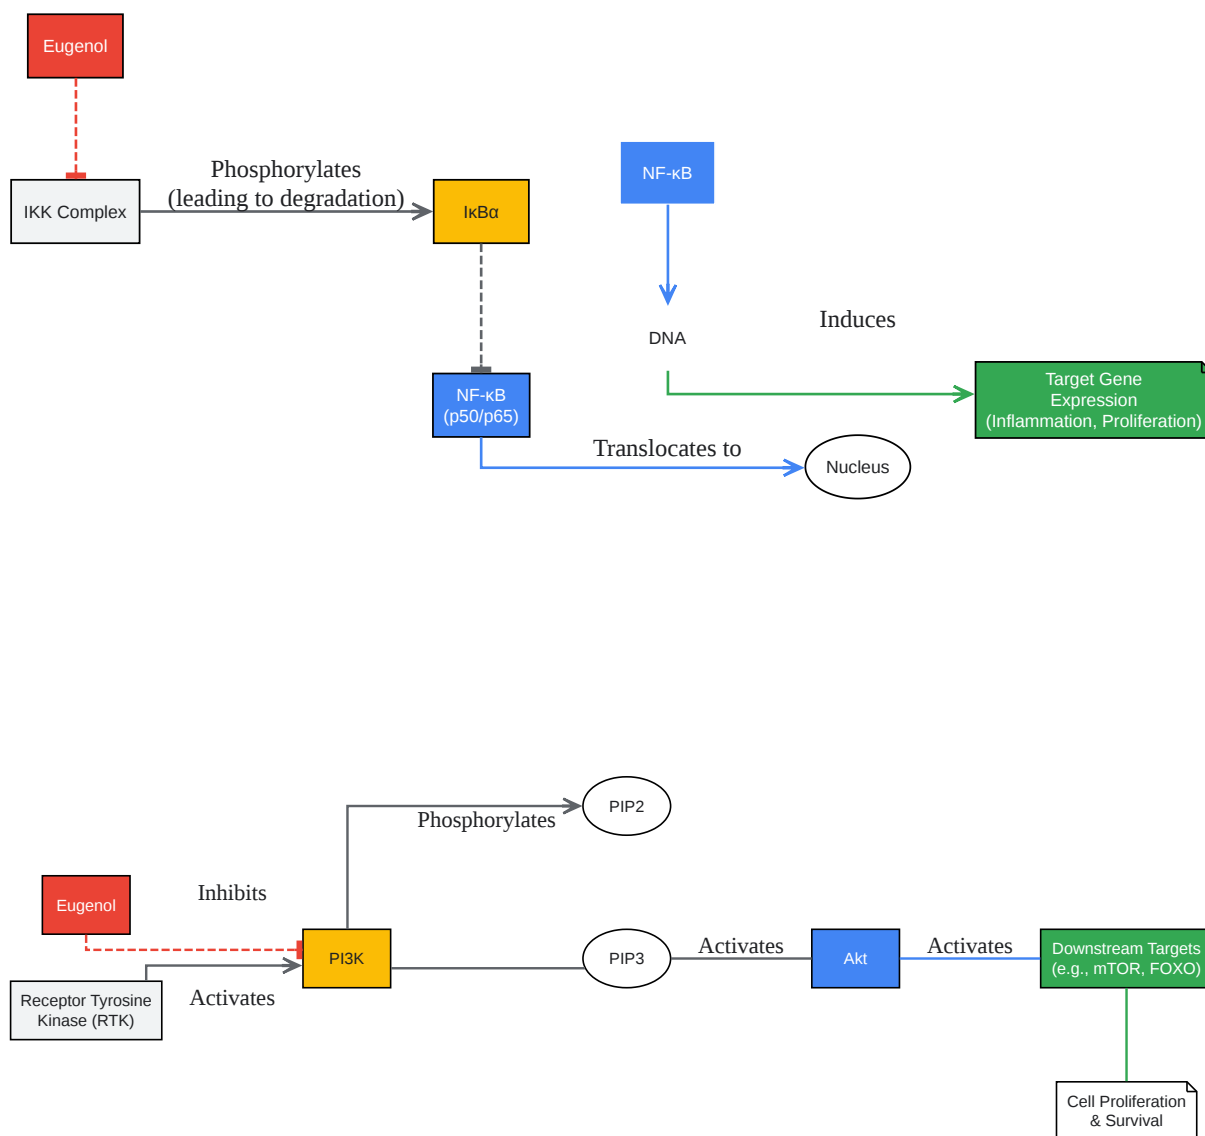 Eugenol
Phosphorylates
(leading to degradation)
IKK Complex
IκBα
NF-κB
DNA
Induces
NF-κB
(p50/p65)
Target Gene
Expression
(Inflammation, Proliferation)
Translocates to
Nucleus
PIP2
Phosphorylates
Eugenol
Inhibits
PI3K
PIP3
Activates
Akt
Activates
Downstream Targets
(e.g., mTOR, FOXO)
Receptor Tyrosine
Kinase (RTK)
Activates
Cell Proliferation
& Survival